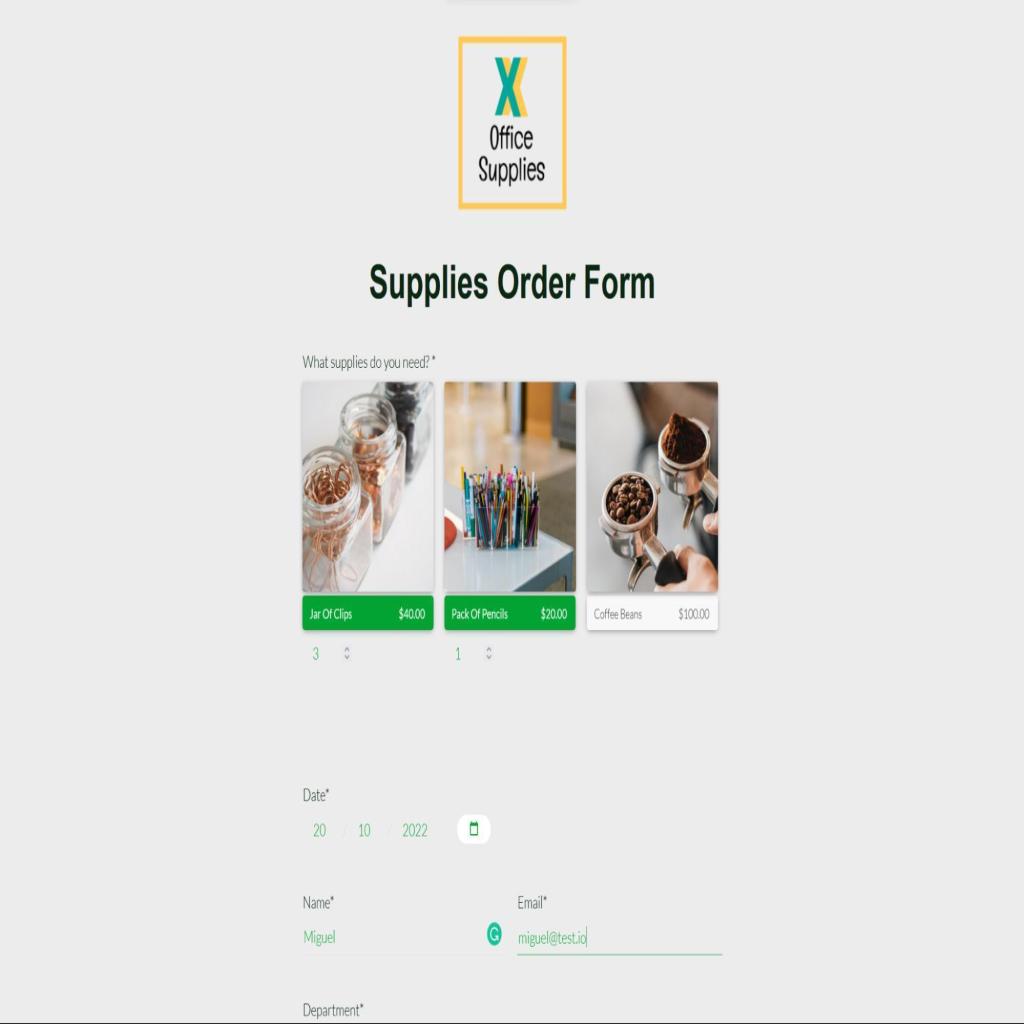 X
Office
Supplies
Supplies Order Form
What supplies do you need? *
Jar Of Clips $40.00 Pack Of Pencils $20.00 Coffee Beans $100.00
3 1
Date*
20 / 10 / 2022
Name* Email*
Miguel G miguel@test.io
Department*